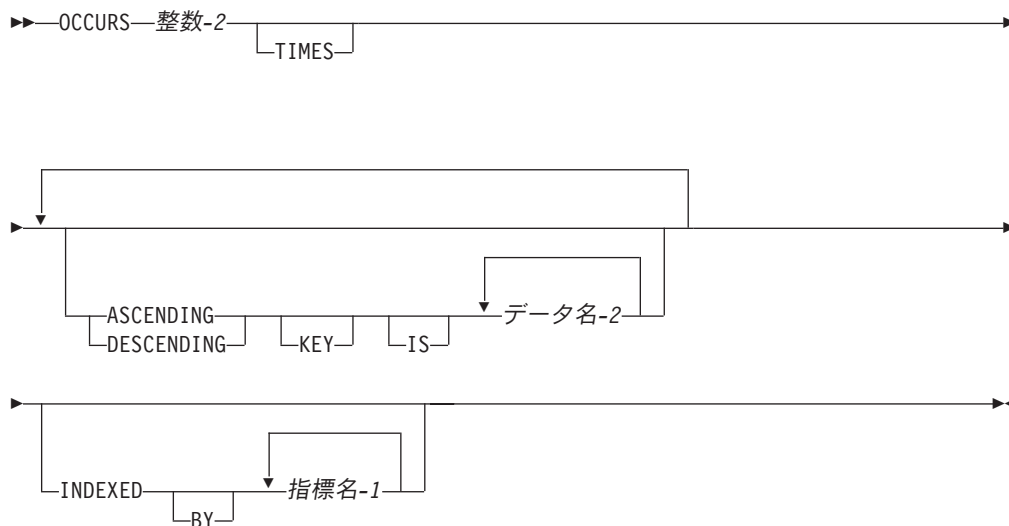 OCCURS 整数-2
TIMES
ASCENDING データ名-2
DESCENDING KEY IS
INDEXED 指標名-1
BY